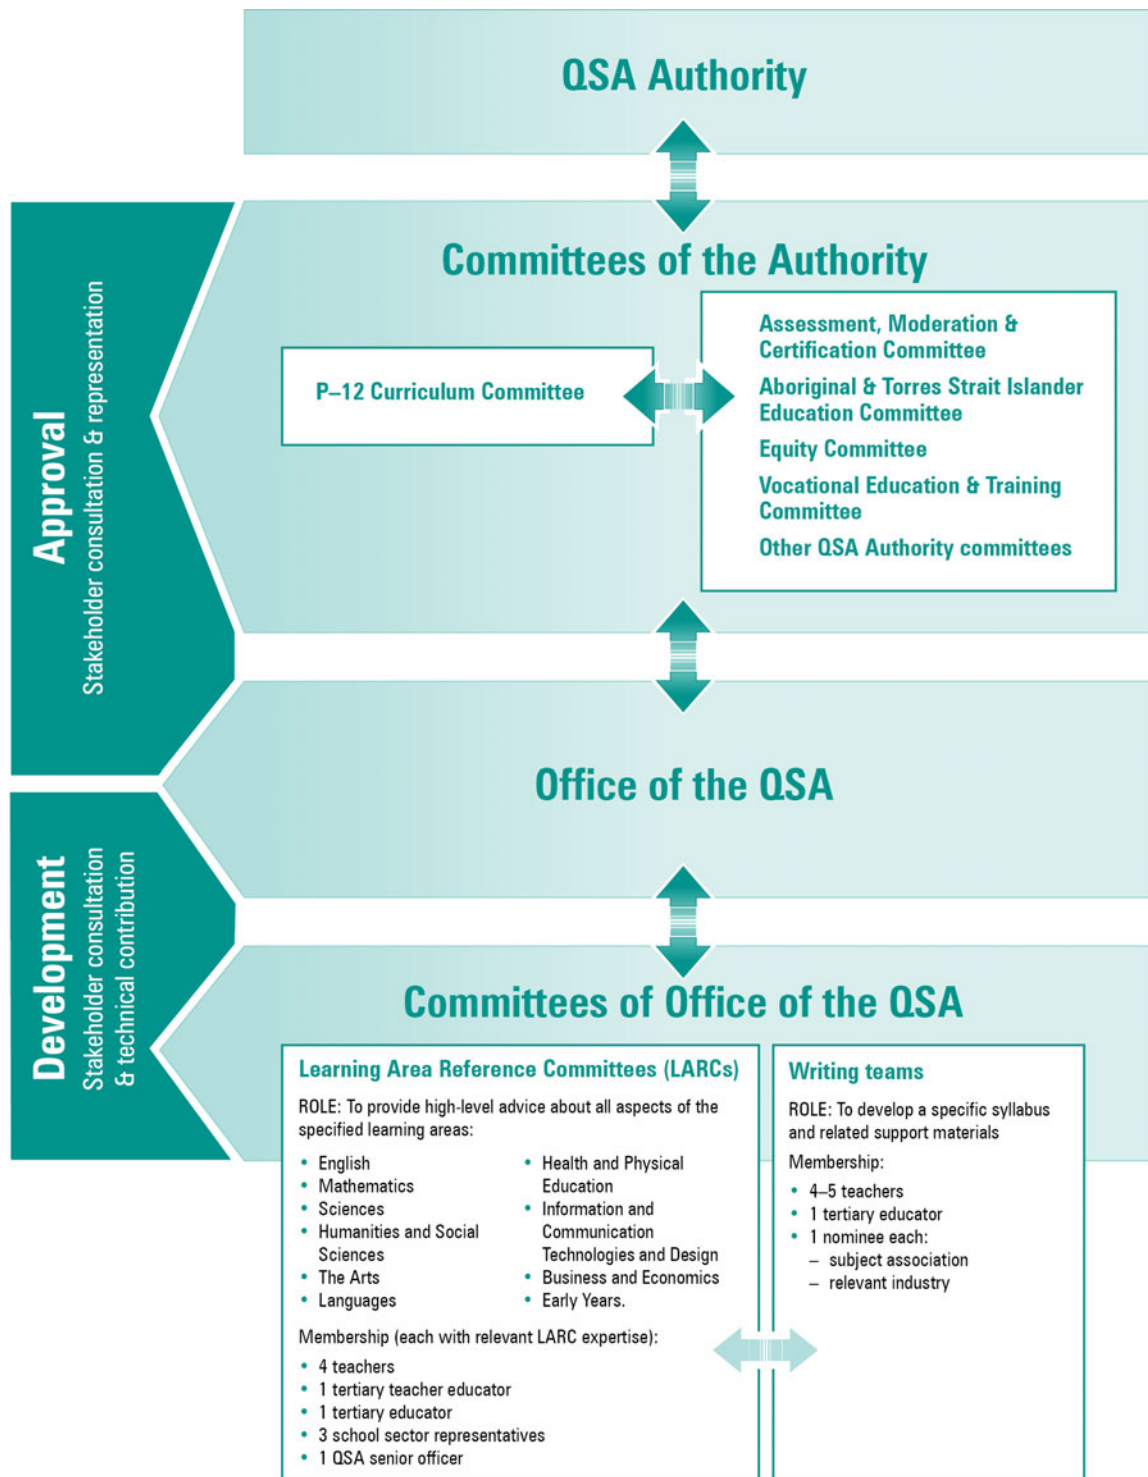 QSA Authority
Approval
Stakeholder consultation & representation
Committees of the Authority
P–12 Curriculum Committee
Assessment, Moderation &
Certification Committee
Aboriginal & Torres Strait Islander
Education Committee
Equity Committee
Vocational Education & Training
Committee
Other QSA Authority committees
Office of the QSA
Development
Stakeholder consultation
& technical contribution
Committees of Office of the QSA
Learning Area Reference Committees (LARCs)
ROLE: To provide high-level advice about all aspects of the
specified learning areas:
• English
• Mathematics
• Sciences
• Humanities and Social
Sciences
• The Arts
• Languages
• Health and Physical
Education
• Information and
Communication
Technologies and Design
• Business and Economics
• Early Years.
Membership (each with relevant LARC expertise):
• 4 teachers
• 1 tertiary teacher educator
• 1 tertiary educator
• 3 school sector representatives
• 1 QSA senior officer
Writing teams
ROLE: To develop a specific syllabus
and related support materials
Membership:
• 4–5 teachers
• 1 tertiary educator
• 1 nominee each:
– subject association
– relevant industry